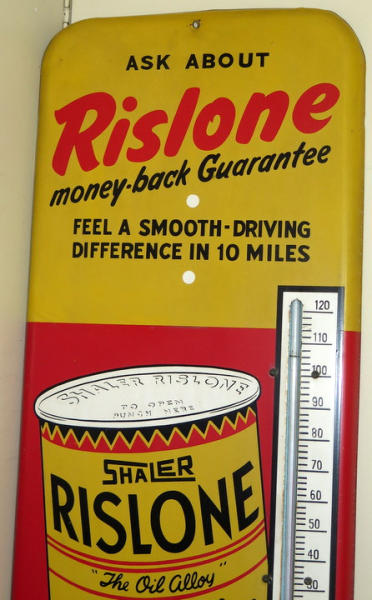 ASK ABOUT
Rislone
money-back Guarantee
FEEL A SMOOTH-DRIVING
DIFFERENCE IN 10 MILES
120
110
100
90
80
70
60
50
40
30
SHALER RISLONE
TO OPEN
PUNCH HERE
SHALER
RISLONE
"The Oil Alloy"